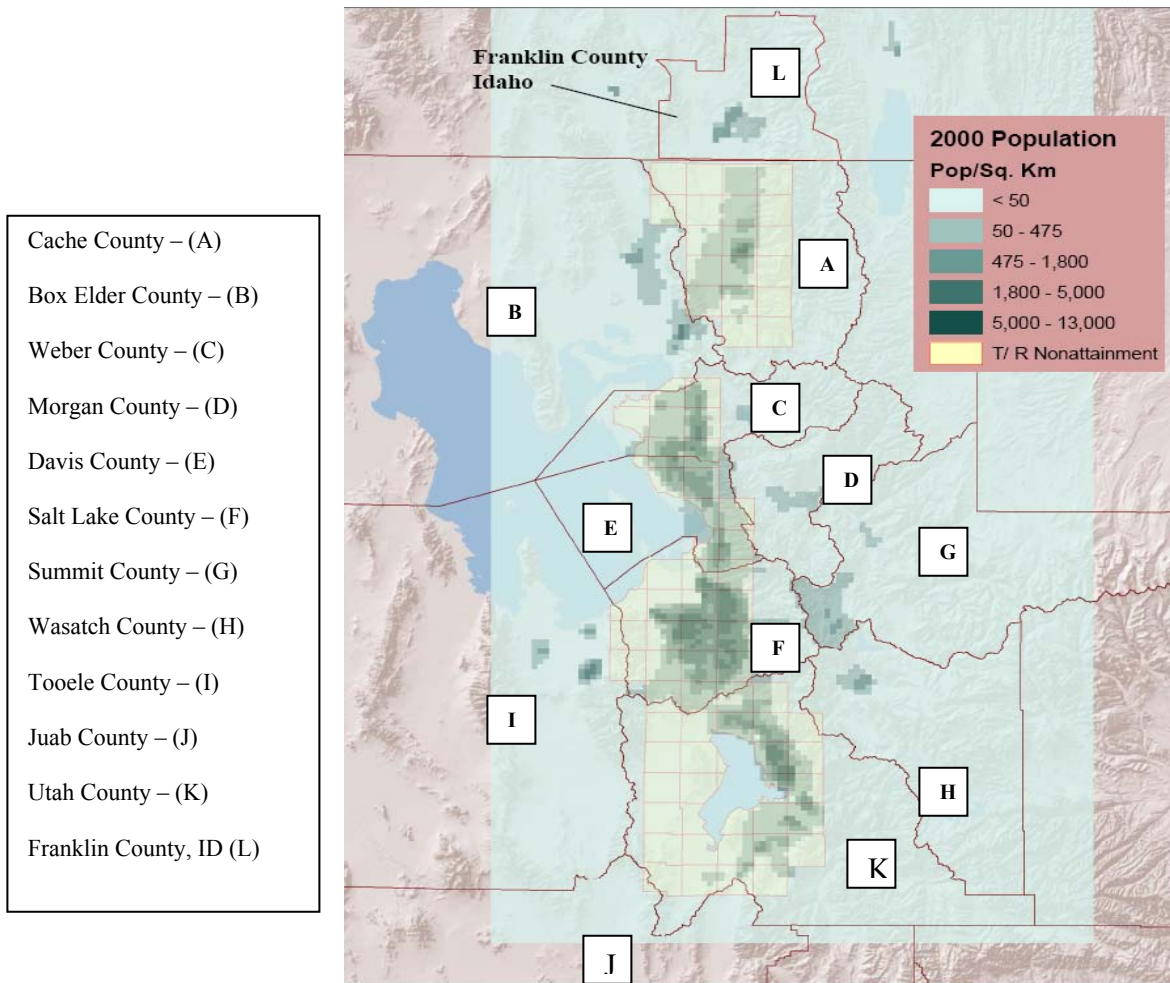 Cache County – (A)
Box Elder County – (B)
Weber County – (C)
Morgan County – (D)
Davis County – (E)
Salt Lake County – (F)
Summit County – (G)
Wasatch County – (H)
Tooele County – (I)
Juab County – (J)
Utah County – (K)
Franklin County, ID (L)
Franklin County
Idaho
L
2000 Population
Pop/Sq. Km
< 50
50 - 475
475 - 1,800
1,800 - 5,000
5,000 - 13,000
T/ R Nonattainment
A
B
C
D
E
G
F
I
H
K
J